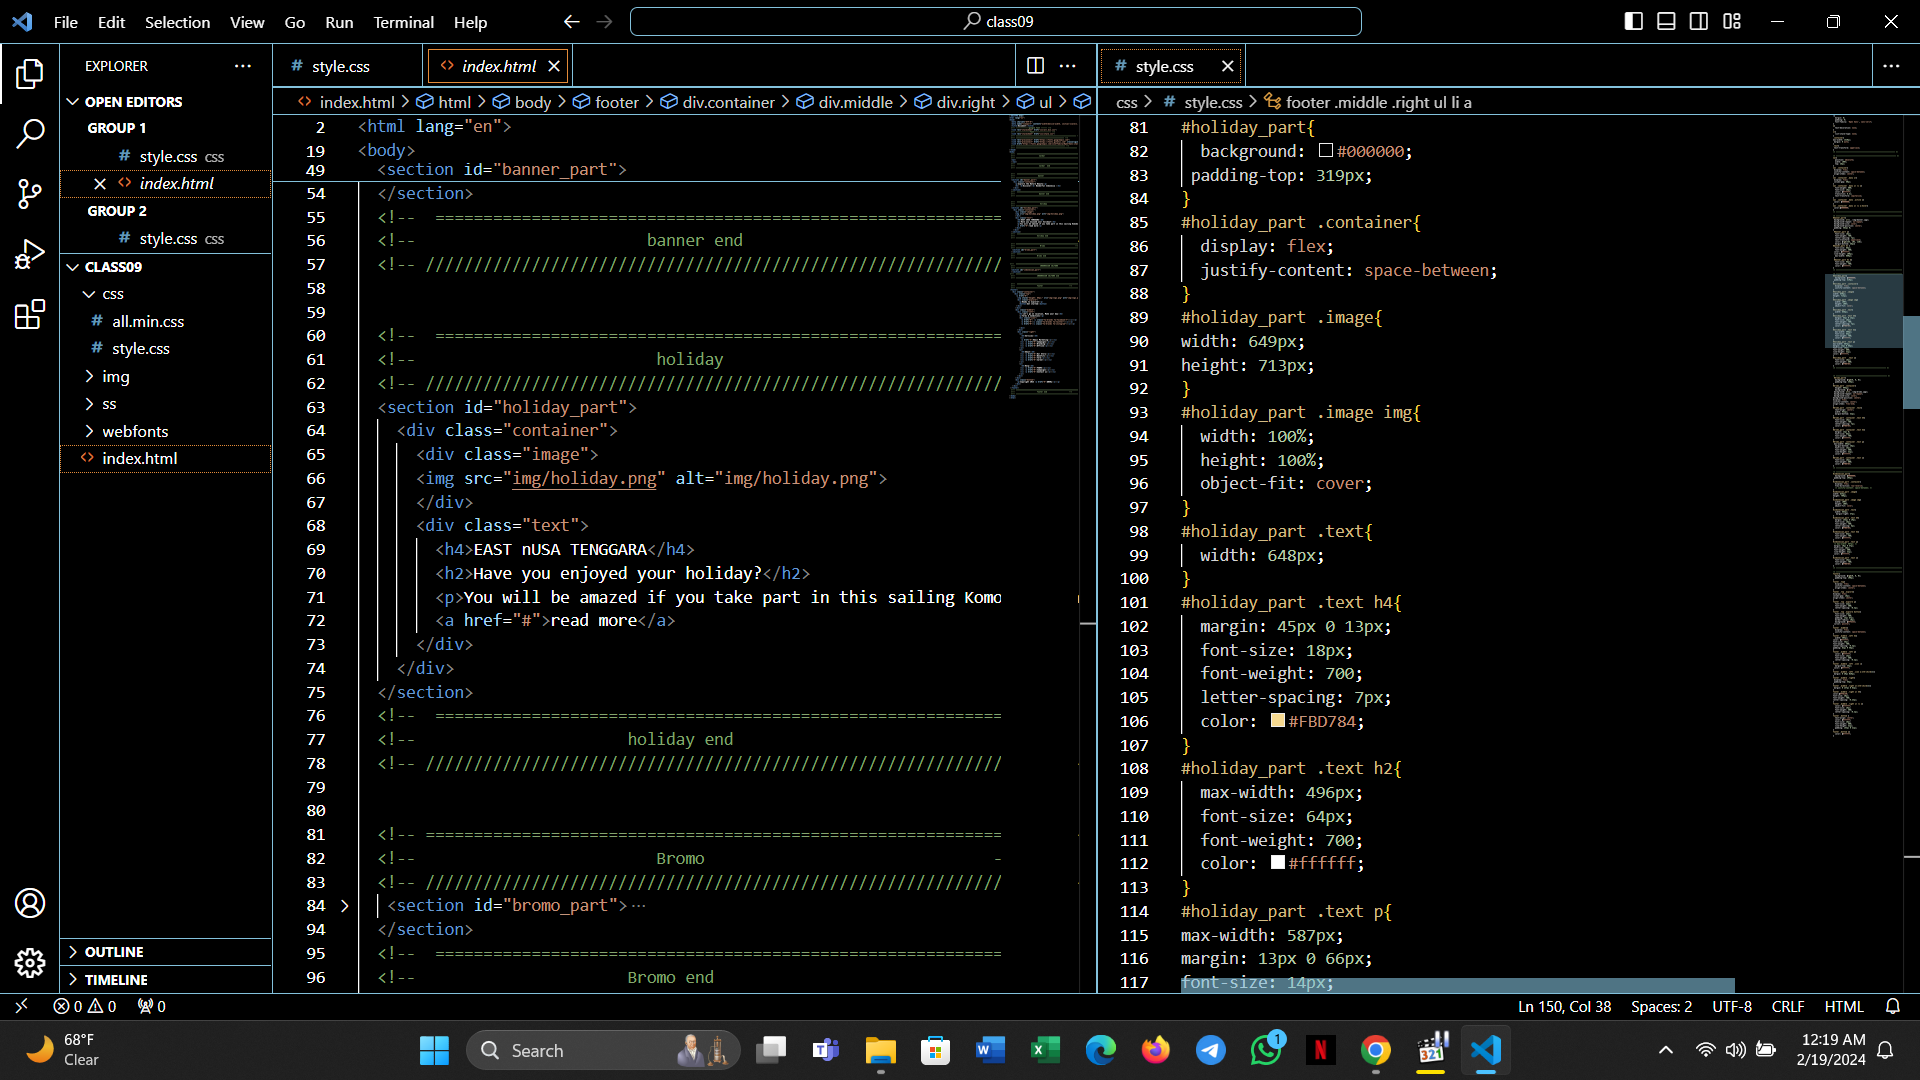 File Edit Selection View Go Run Terminal Help
class09
EXPLORER
OPEN EDITORS
GROUP 1
# style.css css
index.html
GROUP 2
# style.css css
CLASS09
css
# all.min.css
# style.css
img
ss
webfonts
index.html
OUTLINE
TIMELINE
# style.css
index.html
index.html > html > body > footer > div.container > div.middle > div.right > ul >
2 <html lang="en">
19 <body>
49 <section id="banner_part">
54 </section>
55 <!-- ===========================================================
56 <!-- banner end
57 <!-- ////////////////////////////////////////////////////////////
58
59
60 <!-- ===========================================================
61 <!-- holiday
62 <!-- ////////////////////////////////////////////////////////////
63 <section id="holiday_part">
64 <div class="container">
65 <div class="image">
66 <img src="img/holiday.png" alt="img/holiday.png">
67 </div>
68 <div class="text">
69 <h4>EAST nUSA TENGGARA</h4>
70 <h2>Have you enjoyed your holiday?</h2>
71 <p>You will be amazed if you take part in this sailing Komo
72 <a href="#">read more</a>
73 </div>
74 </div>
75 </section>
76 <!-- ===========================================================
77 <!-- holiday end
78 <!-- ////////////////////////////////////////////////////////////
79
80
81 <!-- ============================================================
82 <!-- Bromo -
83 <!-- ////////////////////////////////////////////////////////////
84 <section id="bromo_part">···
94 </section>
95 <!-- ===========================================================
96 <!-- Bromo end
# style.css
css > # style.css > footer .middle .right ul li a
81 #holiday_part{
82 background: #000000;
83 padding-top: 319px;
84 }
85 #holiday_part .container{
86 display: flex;
87 justify-content: space-between;
88 }
89 #holiday_part .image{
90 width: 649px;
91 height: 713px;
92 }
93 #holiday_part .image img{
94 width: 100%;
95 height: 100%;
96 object-fit: cover;
97 }
98 #holiday_part .text{
99 width: 648px;
100 }
101 #holiday_part .text h4{
102 margin: 45px 0 13px;
103 font-size: 18px;
104 font-weight: 700;
105 letter-spacing: 7px;
106 color: #FBD784;
107 }
108 #holiday_part .text h2{
109 max-width: 496px;
110 font-size: 64px;
111 font-weight: 700;
112 color: #ffffff;
113 }
114 #holiday_part .text p{
115 max-width: 587px;
116 margin: 13px 0 66px;
117 font-size: 14px;
0 0 0
Ln 150, Col 38 Spaces: 2 UTF-8 CRLF HTML
68°F
Clear
Search
1
321
12:19 AM
2/19/2024